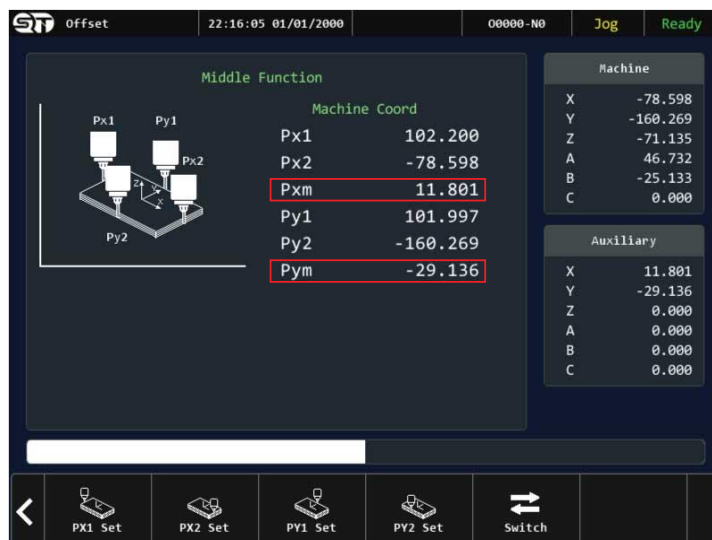 SYNTEC Offset 22:16:05 01/01/2000 O0000-N0 Jog Ready
Middle Function
Machine Coord
Px1 102.200
Px2 -78.598
Pxm 11.801
Py1 101.997
Py2 -160.269
Pym -29.136
Px1 Py1
Px2
Z Y X
Py2
Machine
X -78.598
Y -160.269
Z -71.135
A 46.732
B -25.133
C 0.000
Auxiliary
X 11.801
Y -29.136
Z 0.000
A 0.000
B 0.000
C 0.000
PX1 Set PX2 Set PY1 Set PY2 Set Switch